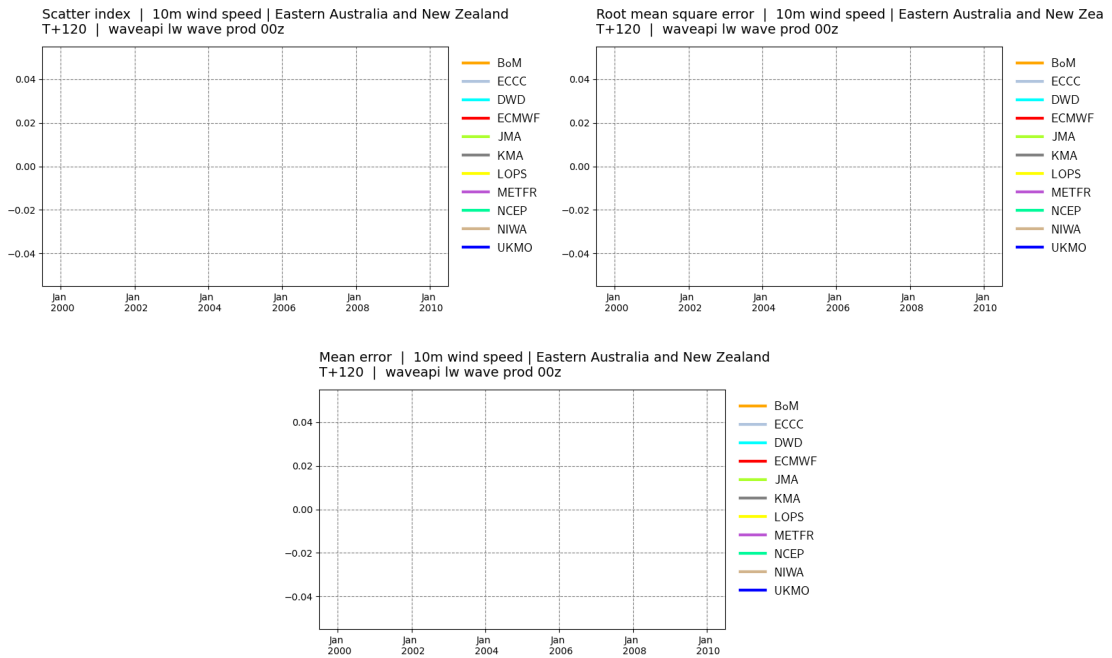 Scatter index | 10m wind speed | Eastern Australia and New Zealand
T+120 | waveapi lw wave prod 00z
0.04
0.02
0.00
−0.02
−0.04
Jan
2000
Jan
2002
Jan
2004
Jan
2006
Jan
2008
Jan
2010
BoM
ECCC
DWD
ECMWF
JMA
KMA
LOPS
METFR
NCEP
NIWA
UKMO
Root mean square error | 10m wind speed | Eastern Australia and New Zea
T+120 | waveapi lw wave prod 00z
0.04
0.02
0.00
−0.02
−0.04
Jan
2000
Jan
2002
Jan
2004
Jan
2006
Jan
2008
Jan
2010
BoM
ECCC
DWD
ECMWF
JMA
KMA
LOPS
METFR
NCEP
NIWA
UKMO
Mean error | 10m wind speed | Eastern Australia and New Zealand
T+120 | waveapi lw wave prod 00z
0.04
0.02
0.00
−0.02
−0.04
Jan
2000
Jan
2002
Jan
2004
Jan
2006
Jan
2008
Jan
2010
BoM
ECCC
DWD
ECMWF
JMA
KMA
LOPS
METFR
NCEP
NIWA
UKMO